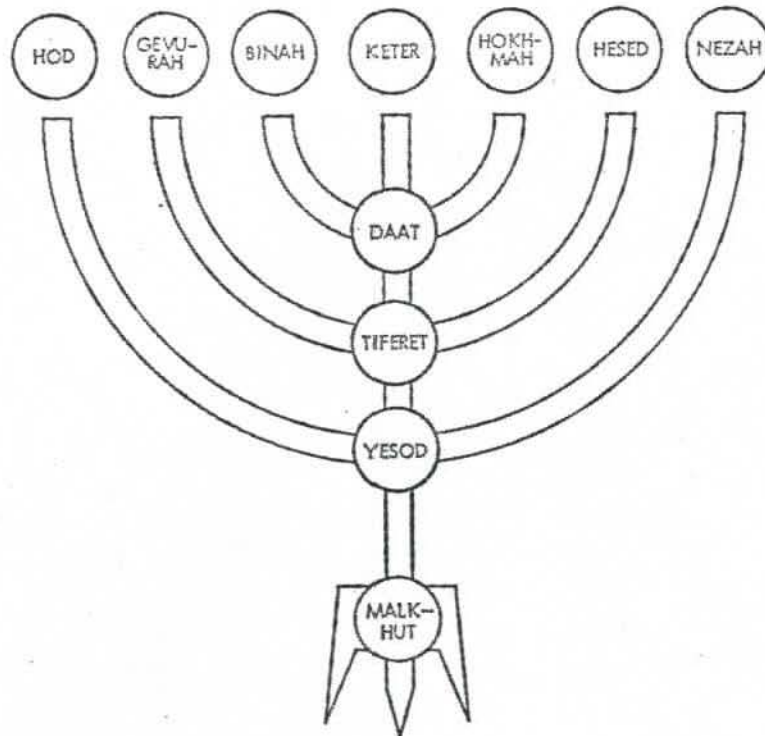 HOD
GEVU-
RAH
BINAH
KETER
HOKH-
MAH
HESED
NEZAH
DAAT
TIFERET
YESOD
MALK-
HUT